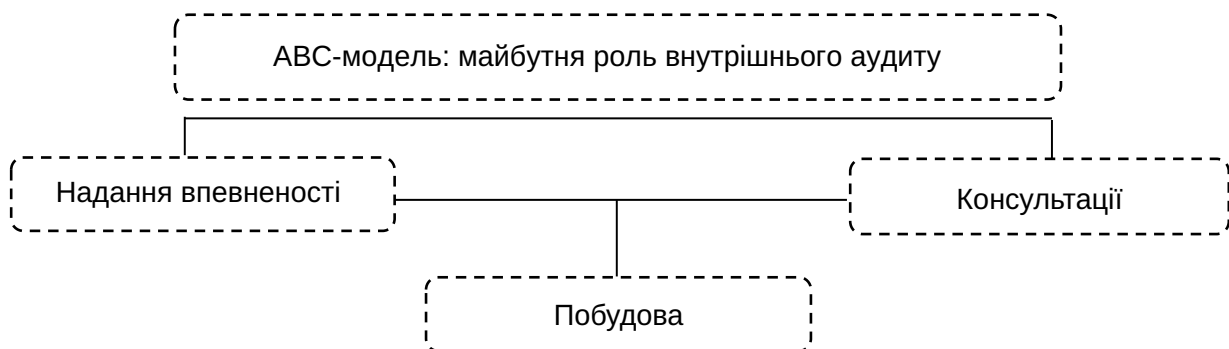 АВС-модель: майбутня роль внутрішнього аудиту
Надання впевненості
Консультації
Побудова